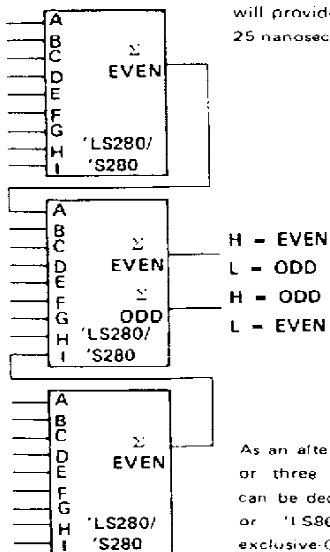 will provid
25 nanosec
A
B
C
D
E
F
G
H
I
Σ
EVEN
'LS280/
'S280
A
B
C
D
E
F
G
H
I
Σ
EVEN
Σ
ODD
'LS280/
'S280
H = EVEN
L = ODD
H = ODD
L = EVEN
A
B
C
D
E
F
G
H
I
Σ
EVEN
'LS280/
'S280
As an alte
or three
can be dec
or 'LS86
exclusive-O